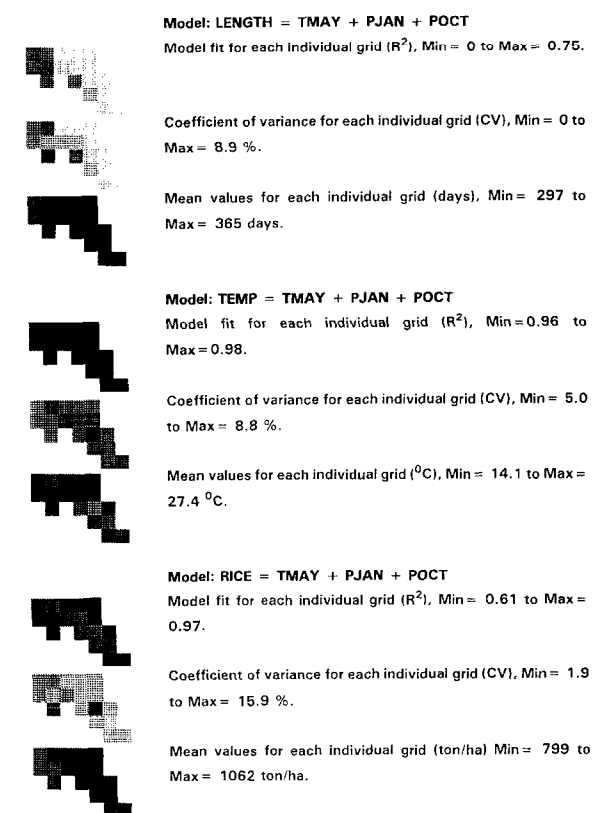 Model: LENGTH = TMAY + PJAN + POCT
Model fit for each individual grid (R²), Min = 0 to Max = 0.75.
Coefficient of variance for each individual grid (CV), Min = 0 to
Max = 8.9 %.
Mean values for each individual grid (days), Min = 297 to
Max = 365 days.
Model: TEMP = TMAY + PJAN + POCT
Model fit for each individual grid (R²), Min=0.96 to
Max=0.98.
Coefficient of variance for each individual grid (CV), Min = 5.0
to Max = 8.8 %.
Mean values for each individual grid (⁰C), Min = 14.1 to Max =
27.4 ⁰C.
Model: RICE = TMAY + PJAN + POCT
Model fit for each individual grid (R²), Min = 0.61 to Max =
0.97.
Coefficient of variance for each individual grid (CV), Min = 1.9
to Max = 15.9 %.
Mean values for each individual grid (ton/ha) Min = 799 to
Max = 1062 ton/ha.